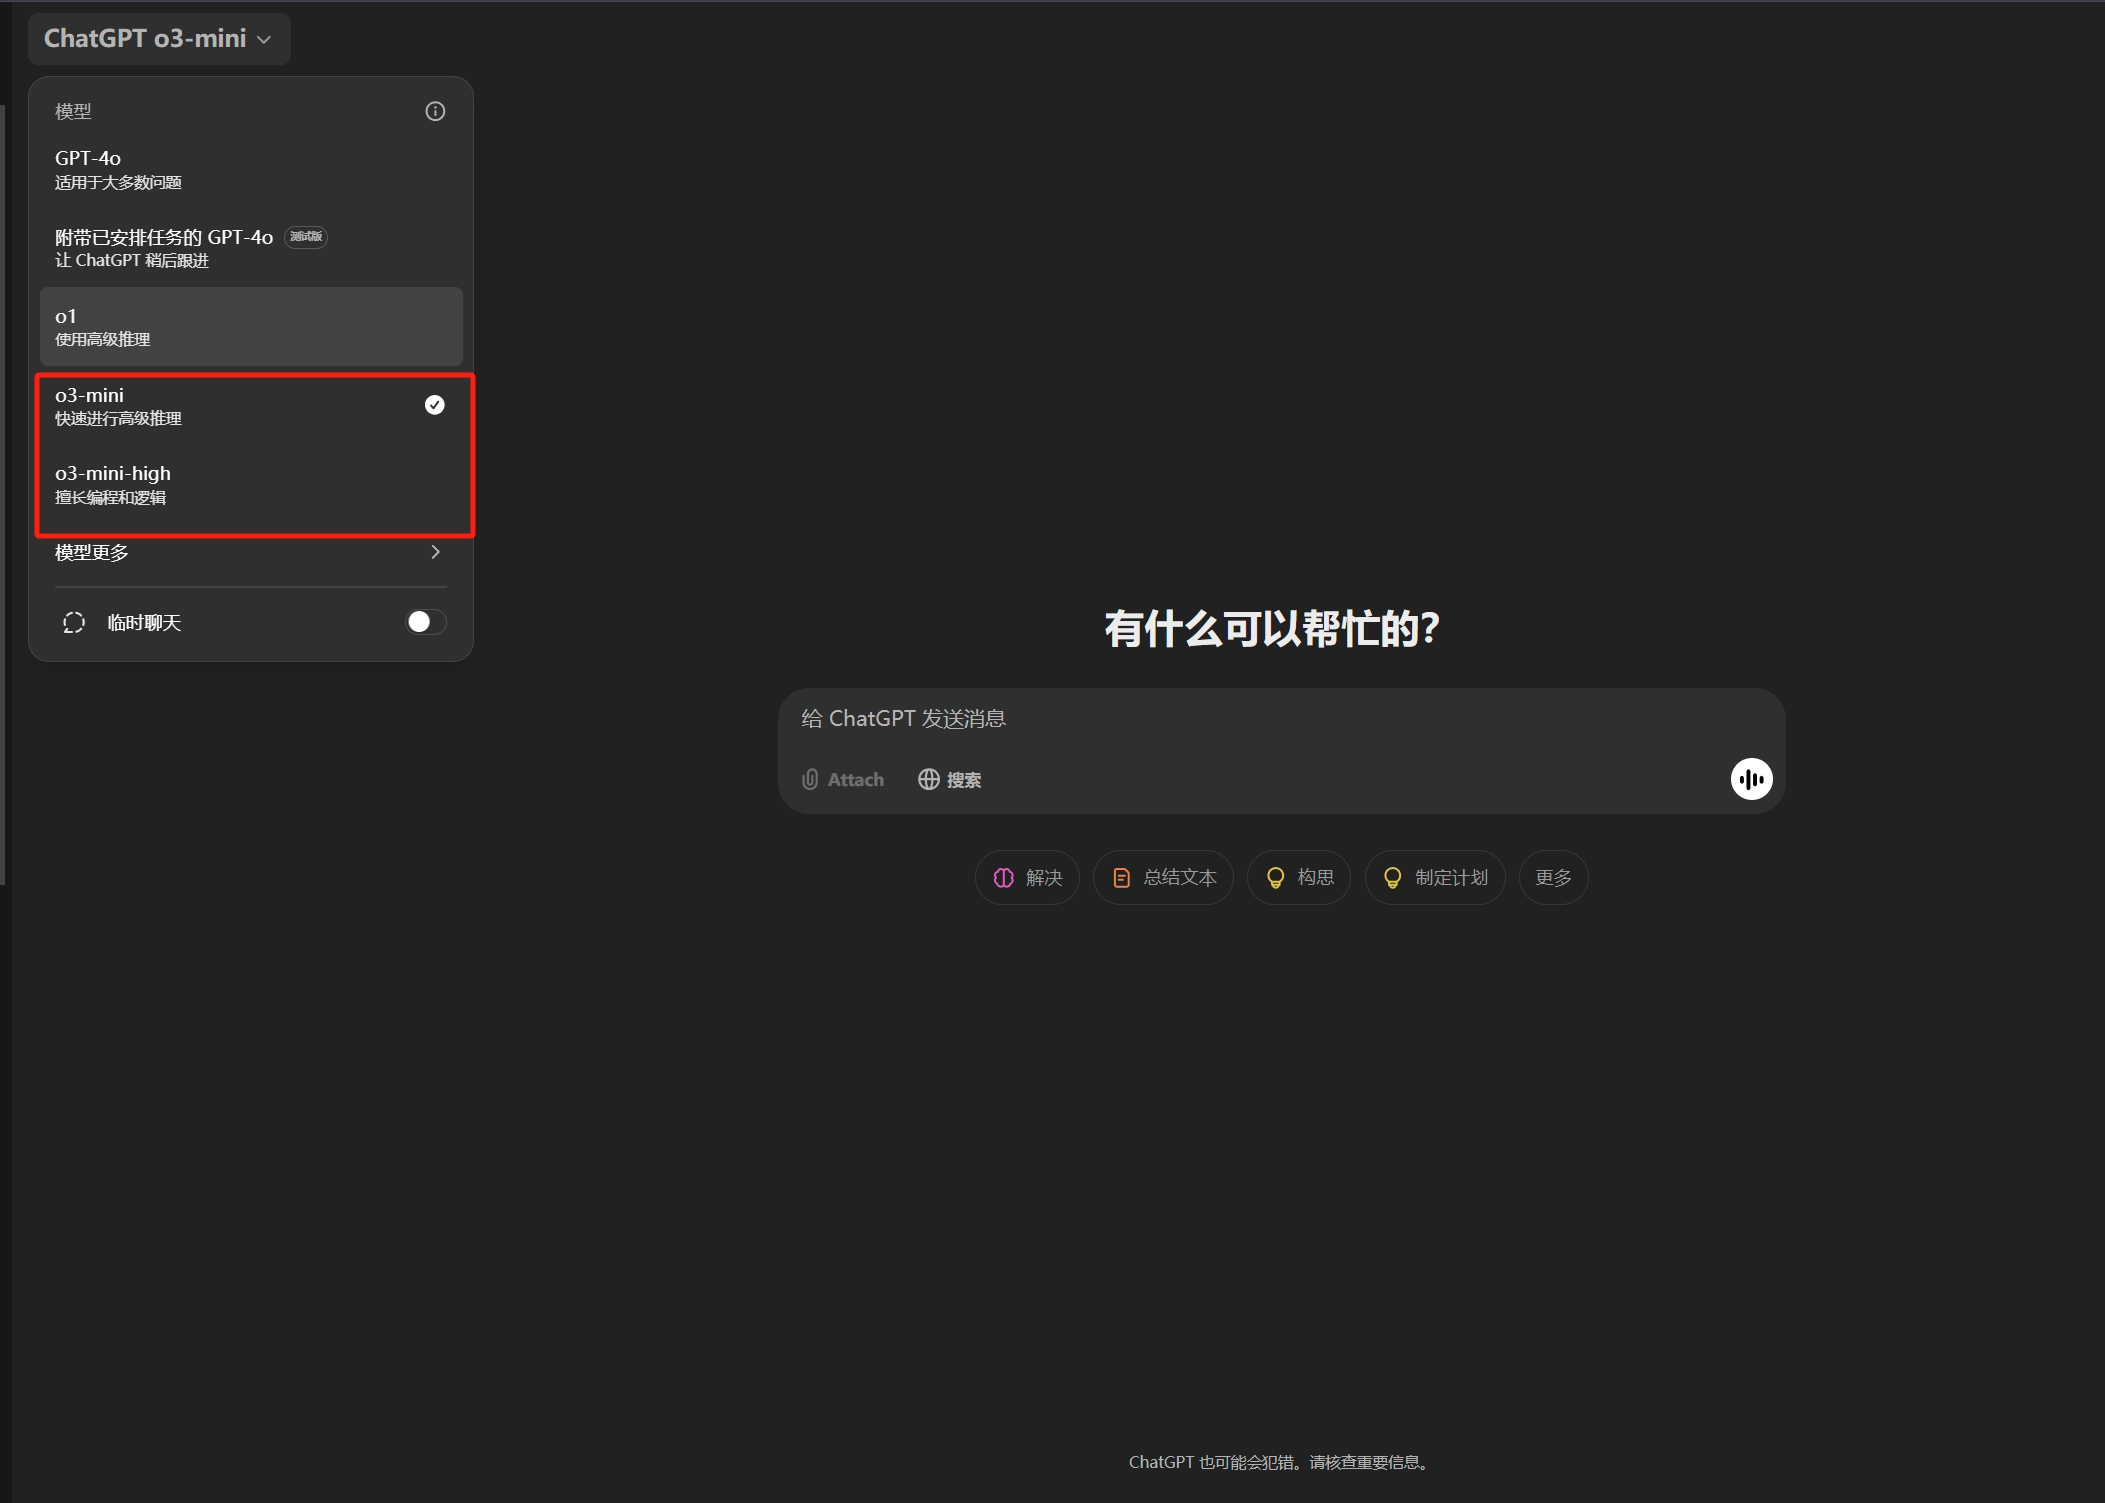 ChatGPT o3-mini
模型
GPT-4o
适用于大多数问题
附带已安排任务的 GPT-4o 测试版
让 ChatGPT 稍后跟进
o1
使用高级推理
o3-mini
快速进行高级推理
o3-mini-high
擅长编程和逻辑
模型更多
临时聊天
有什么可以帮忙的?
给 ChatGPT 发送消息
Attach 搜索
解决 总结文本 构思 制定计划 更多
ChatGPT 也可能会犯错。请核查重要信息。